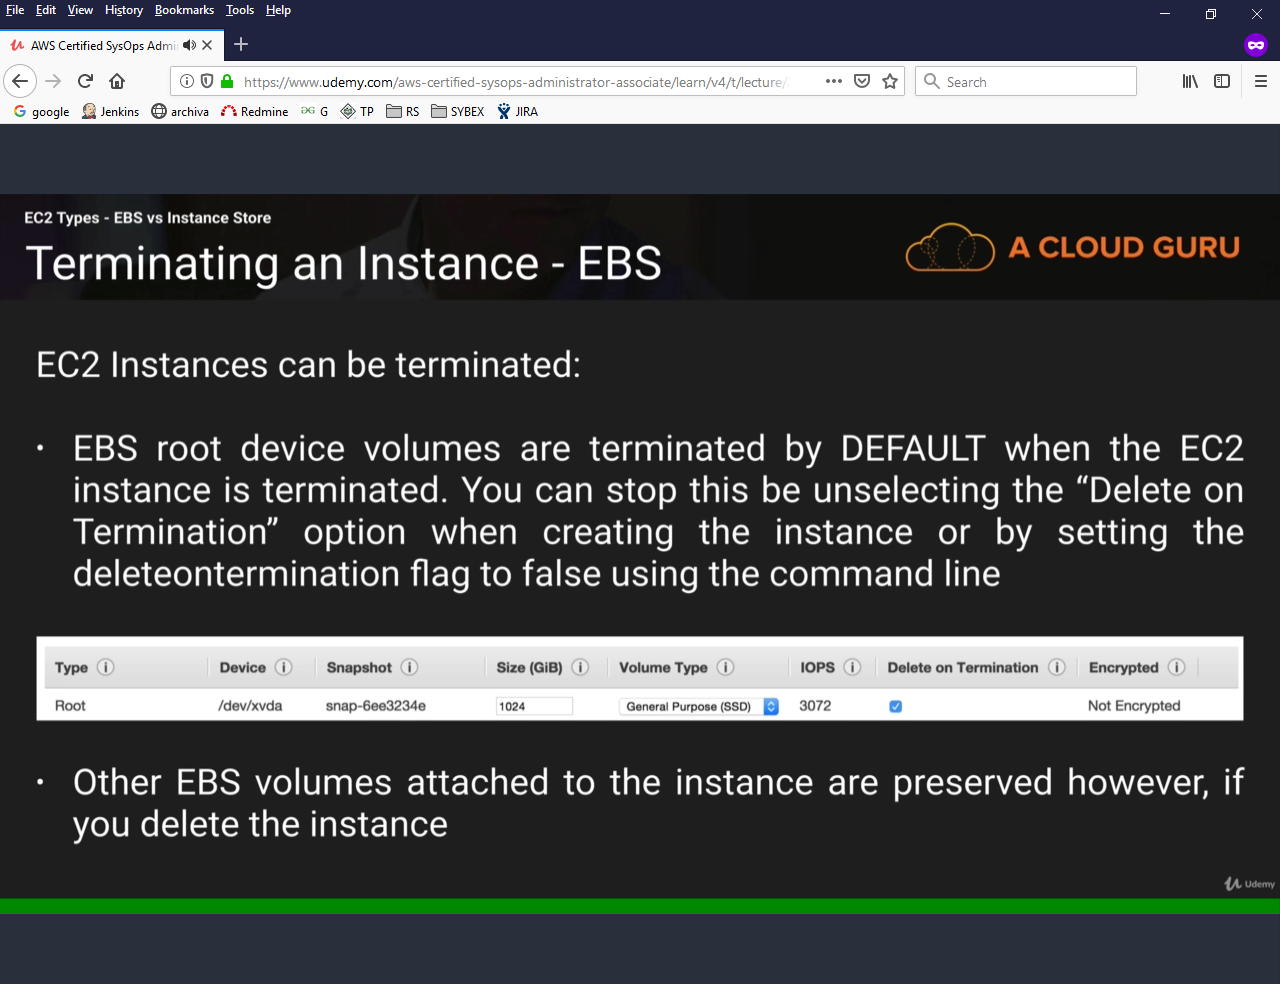 File Edit View History Bookmarks Tools Help
AWS Certified SysOps Admi
https://www.udemy.com/aws-certified-sysops-administrator-associate/learn/v4/t/lecture/
Search
google Jenkins archiva Redmine G TP RS SYBEX JIRA
EC2 Types - EBS vs Instance Store
Terminating an Instance - EBS
A CLOUD GURU
EC2 Instances can be terminated:
• EBS root device volumes are terminated by DEFAULT when the EC2
instance is terminated. You can stop this be unselecting the “Delete on
Termination” option when creating the instance or by setting the
deleteontermination flag to false using the command line
Type Device Snapshot Size (GiB) Volume Type IOPS Delete on Termination Encrypted
Root /dev/xvda snap-6ee3234e 1024 General Purpose (SSD) 3072 Not Encrypted
• Other EBS volumes attached to the instance are preserved however, if
you delete the instance
Udemy